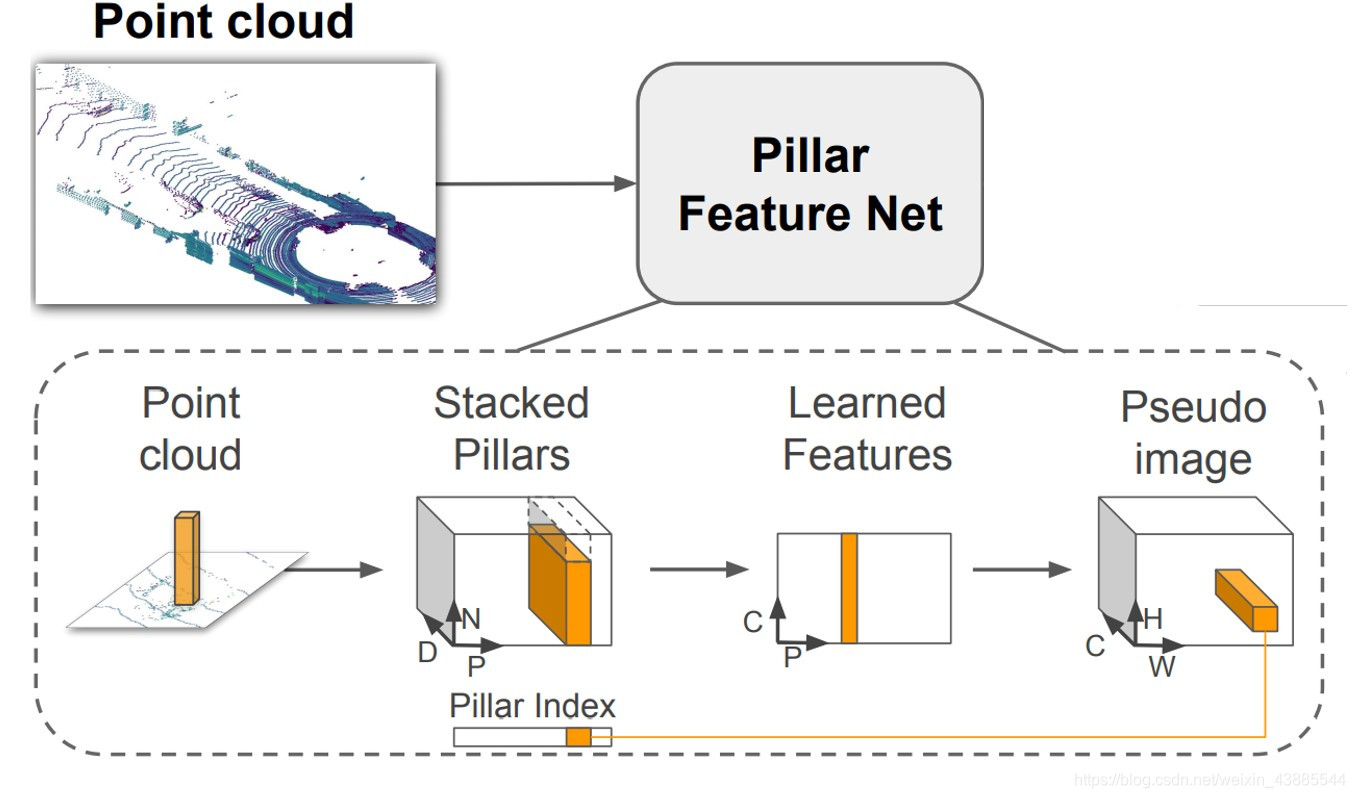 Point cloud
Pillar
Feature Net
Point
cloud
Stacked
Pillars
Learned
Features
Pseudo
image
N
D
P
C
P
H
C
W
Pillar Index
https://blog.csdn.net/weixin_43885544